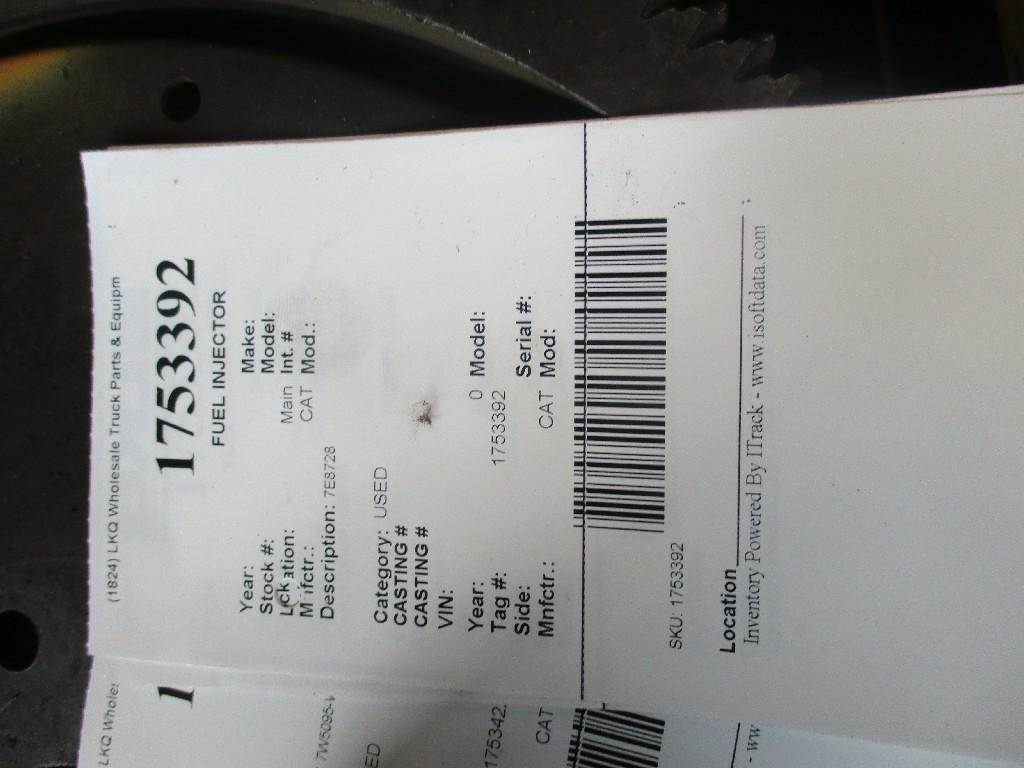 (1824) LKQ Wholesale Truck Parts & Equipm
1753392
FUEL INJECTOR
Year: Make:
Stock #: Model:
Main Int. #
Mnfctr.: CAT Mod.:
Description: 7E8728
Category: USED
CASTING #
CASTING #
VIN:
Year: 0 Model:
Tag #: 1753392
Side: Serial #:
Mnfctr.: CAT Mod:
SKU: 1753392
Location
Inventory Powered By ITrack - www.isoftdata.com
LKQ Whole
1
7W5095-
ED
175342
CAT
- ww